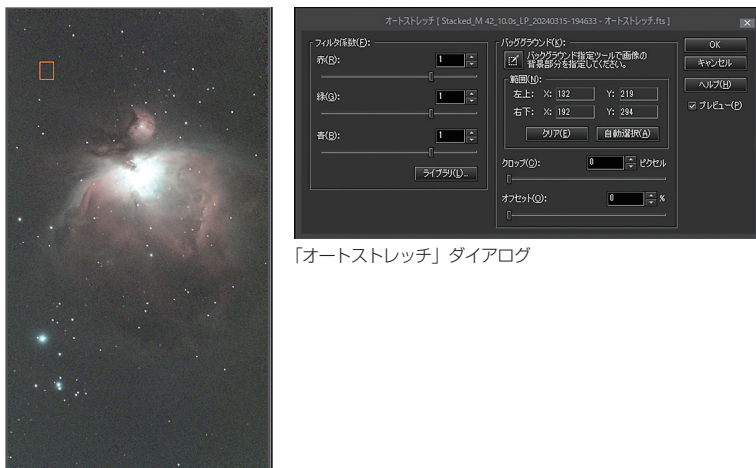 オートストレッチ [ Stacked_M 42_10.0s_LP_20240315-194633 - オートストレッチ.fts ]
フィルタ係数(F):
赤(R): 1
緑(G): 1
青(B): 1
ライブラリ(L)...
バックグラウンド(K):
バックグラウンド指定ツールで画像の
背景部分を指定してください。
範囲(N):
左上: X: 132 Y: 219
右下: X: 192 Y: 294
クリア(E) 自動選択(A)
クロップ(C): 0 ピクセル
オフセット(O): 0 %
OK
キャンセル
ヘルプ(H)
プレビュー(P)
「オートストレッチ」ダイアログ